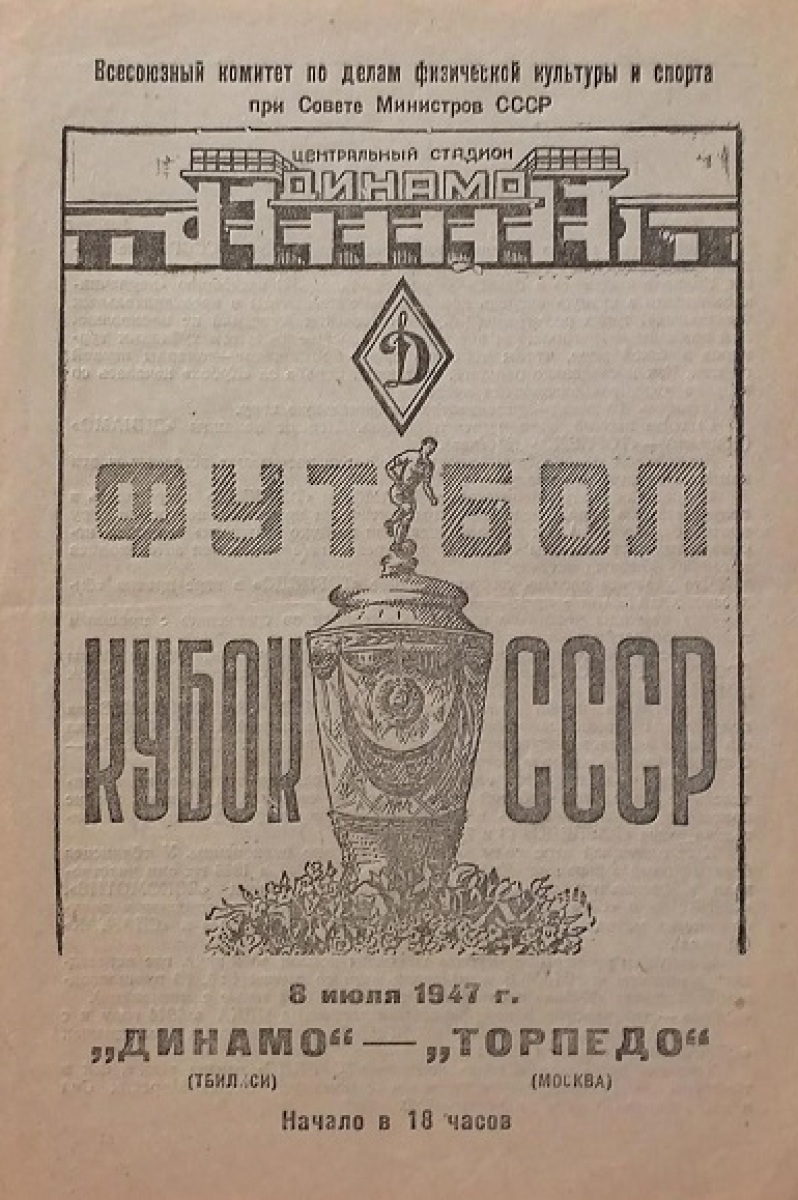 Всесоюзный комитет по делам физической культуры и спорта
при Совете Министров СССР
ЦЕНТРАЛЬНЫЙ СТАДИОН
ДИНАМО
Д
ФУТБОЛ
КУБОК СССР
8 июля 1947 г.
„ДИНАМО“ — „ТОРПЕДО“
(ТБИЛИСИ) (МОСКВА)
Начало в 18 часов